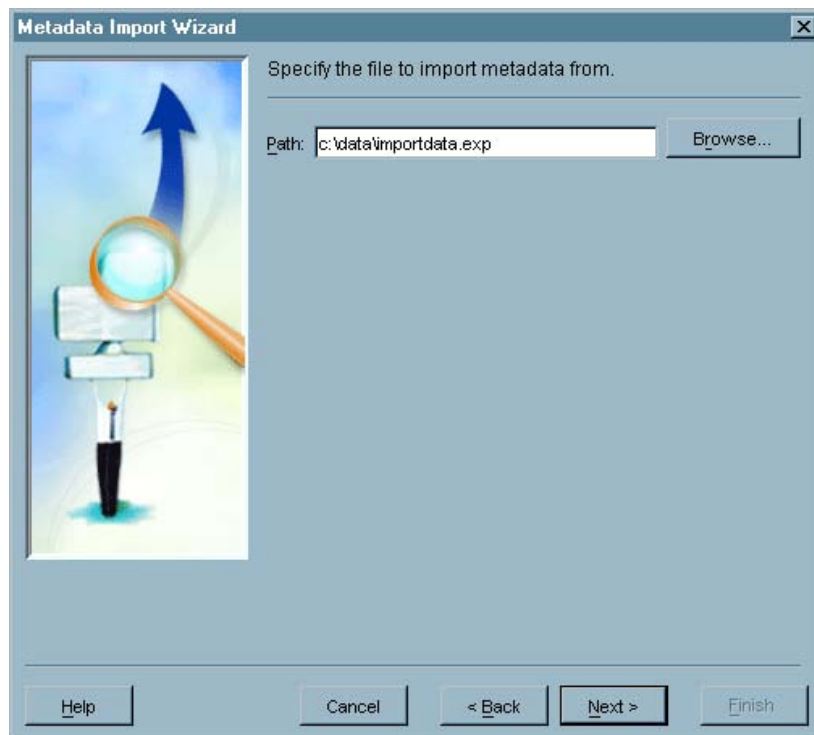 Metadata Import Wizard
Specify the file to import metadata from.
Path: c:\data\importdata.exp Browse...
Help Cancel < Back Next > Finish